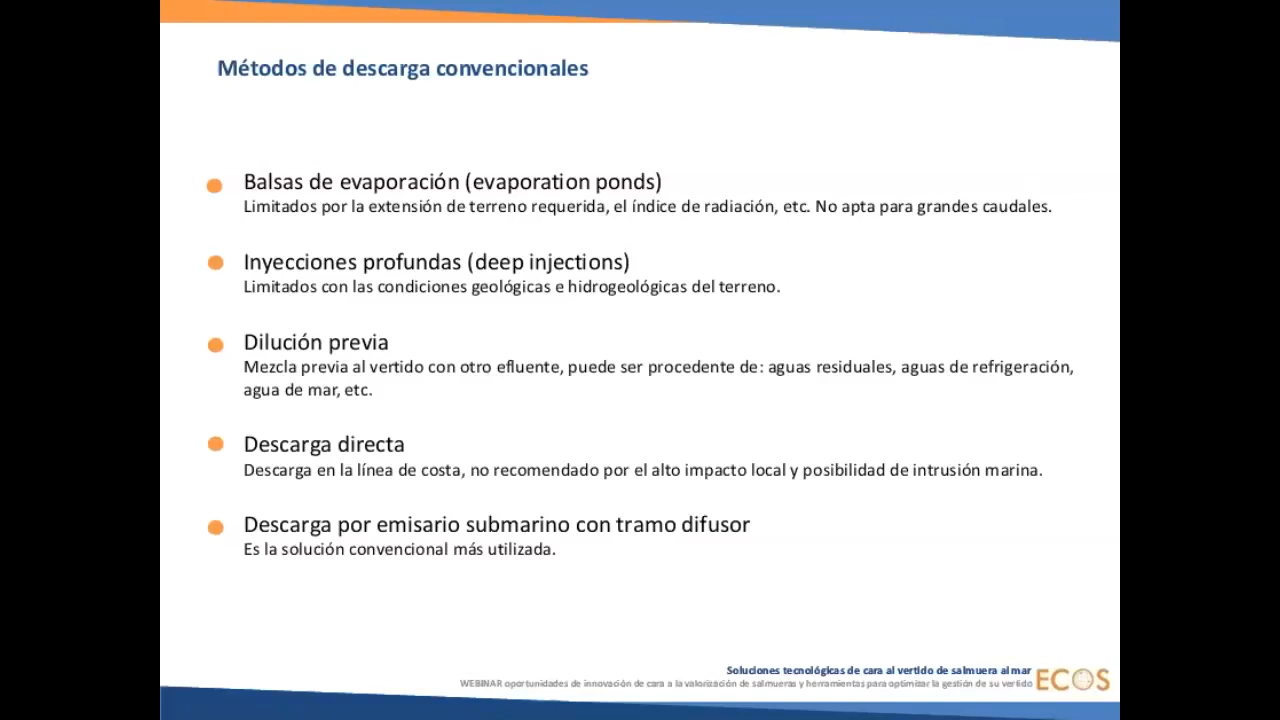 Métodos de descarga convencionales
Balsas de evaporación (evaporation ponds)
Limitados por la extensión de terreno requerida, el índice de radiación, etc. No apta para grandes caudales.
Inyecciones profundas (deep injections)
Limitados con las condiciones geológicas e hidrogeológicas del terreno.
Dilución previa
Mezcla previa al vertido con otro efluente, puede ser procedente de: aguas residuales, aguas de refrigeración,
agua de mar, etc.
Descarga directa
Descarga en la línea de costa, no recomendado por el alto impacto local y posibilidad de intrusión marina.
Descarga por emisario submarino con tramo difusor
Es la solución convencional más utilizada.
Soluciones tecnológicas de cara al vertido de salmuera al mar
WEBINAR oportunidades de innovación de cara a la valorización de salmueras y herramientas para optimizar la gestión de su vertido
ECOS